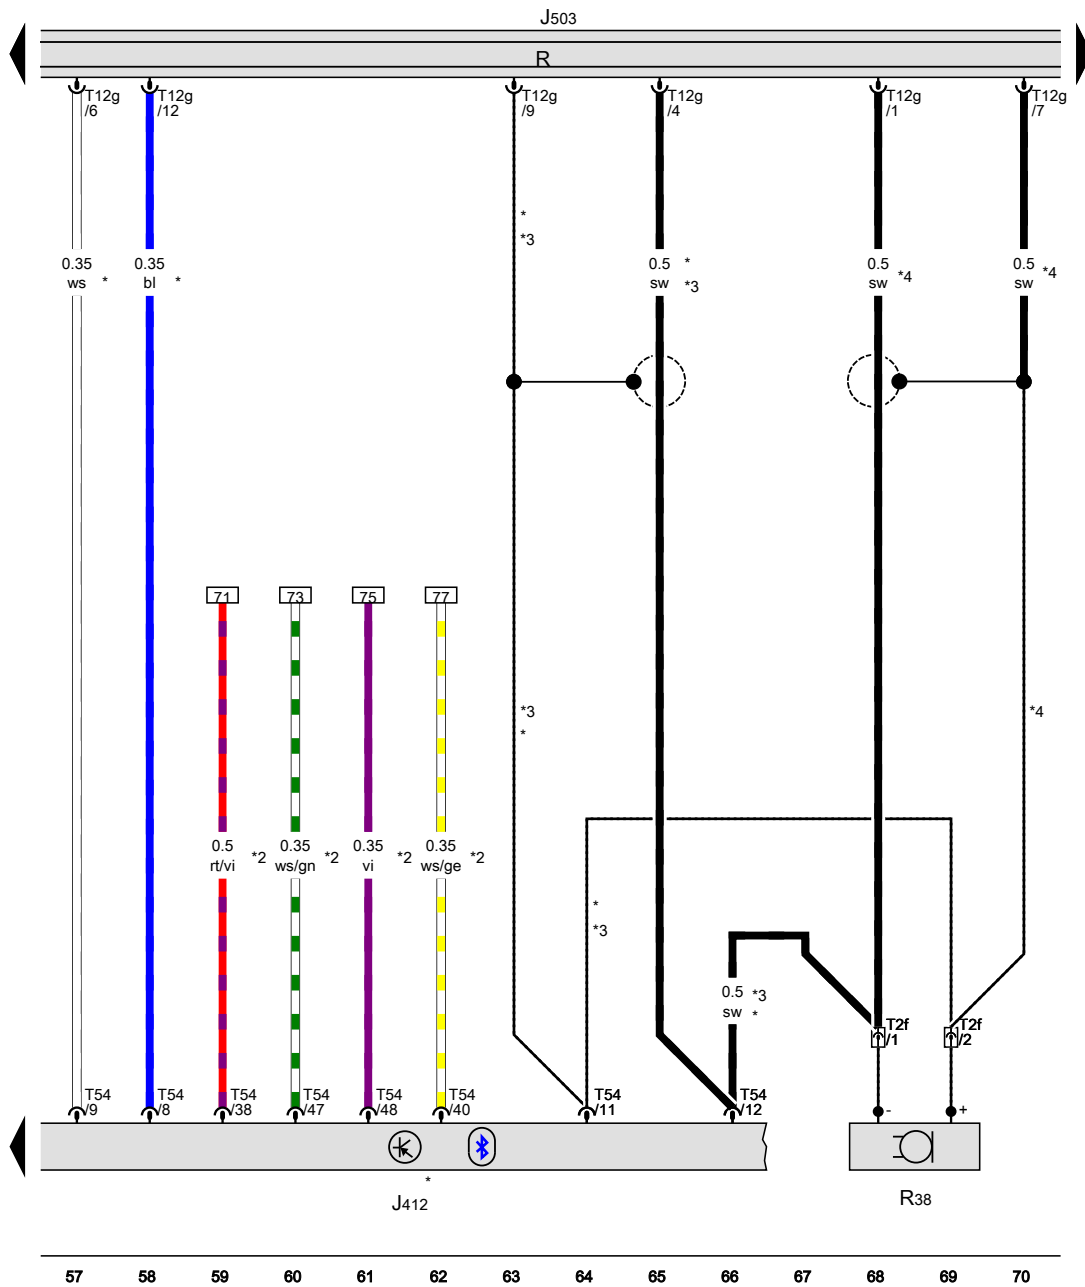 J503
R
T12g
/6
T12g
/12
T12g
/9
T12g
/4
T12g
/1
T12g
/7
*
*3
0.35
ws *
0.35
bl *
0.5 *
sw *3
0.5
sw *4
0.5
sw *4
71
73
75
77
*3
*
*4
0.5
rt/vi *2
0.35
ws/gn *2
0.35
vi *2
0.35
ws/ge *2
*
*3
0.5 *3
sw *
T2f
/1
T2f
/2
T54
/9
T54
/8
T54
/38
T54
/47
T54
/48
T54
/40
T54
/11
T54
/12
-
+
*
J412
R38
57 58 59 60 61 62 63 64 65 66 67 68 69 70